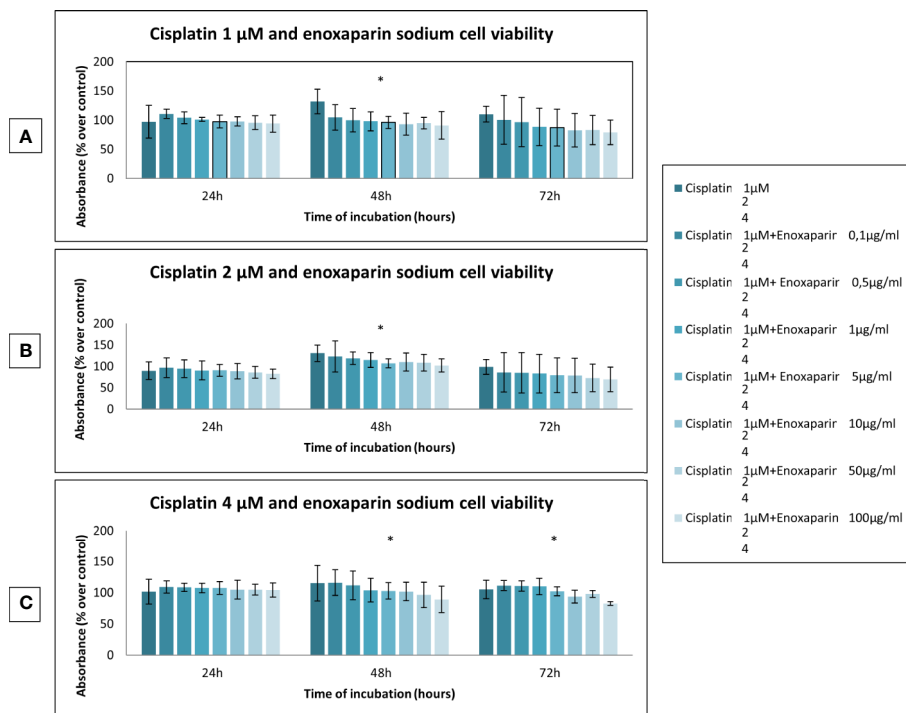 A
Cisplatin 1 µM and enoxaparin sodium cell viability
Absorbance (% over control)
200
150
100
50
0
*
24h
48h
72h
Time of incubation (hours)
B
Cisplatin 2 µM and enoxaparin sodium cell viability
Absorbance (% over control)
200
150
100
50
0
*
24h
48h
72h
Time of incubation (hours)
C
Cisplatin 4 µM and enoxaparin sodium cell viability
Absorbance (% over control)
200
150
100
50
0
*
*
24h
48h
72h
Time of incubation (hours)
Cisplatin 1µM
2
4
Cisplatin 1µM+Enoxaparin 0,1µg/ml
2
4
Cisplatin 1µM+ Enoxaparin 0,5µg/ml
2
4
Cisplatin 1µM+Enoxaparin 1µg/ml
2
4
Cisplatin 1µM+ Enoxaparin 5µg/ml
2
4
Cisplatin 1µM+Enoxaparin 10µg/ml
2
4
Cisplatin 1µM+Enoxaparin 50µg/ml
2
4
Cisplatin 1µM+Enoxaparin 100µg/ml
2
4